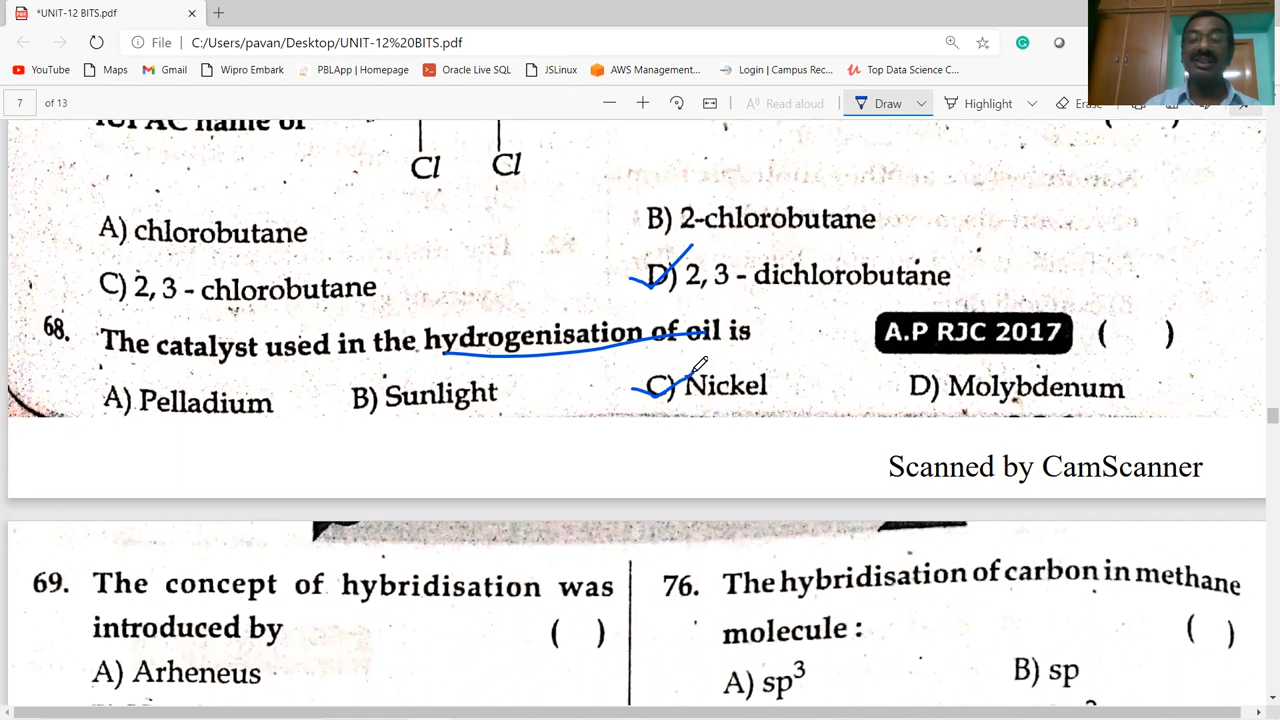 *UNIT-12 BITS.pdf
File C:/Users/pavan/Desktop/UNIT-12%20BITS.pdf
YouTube Maps Gmail Wipro Embark PBLApp | Homepage Oracle Live SQL JSLinux AWS Management... Login | Campus Rec... Top Data Science C...
7 of 13 Read aloud Draw Highlight Erase
IUPAC name of ( )
Cl Cl
A) chlorobutane B) 2-chlorobutane
C) 2, 3 - chlorobutane D) 2, 3 - dichlorobutane
68. The catalyst used in the hydrogenisation of oil is A.P RJC 2017 ( )
A) Pelladium B) Sunlight C) Nickel D) Molybdenum
Scanned by CamScanner
69. The concept of hybridisation was
introduced by ( )
A) Arheneus
76. The hybridisation of carbon in methane
molecule : ( )
A) sp³ B) sp